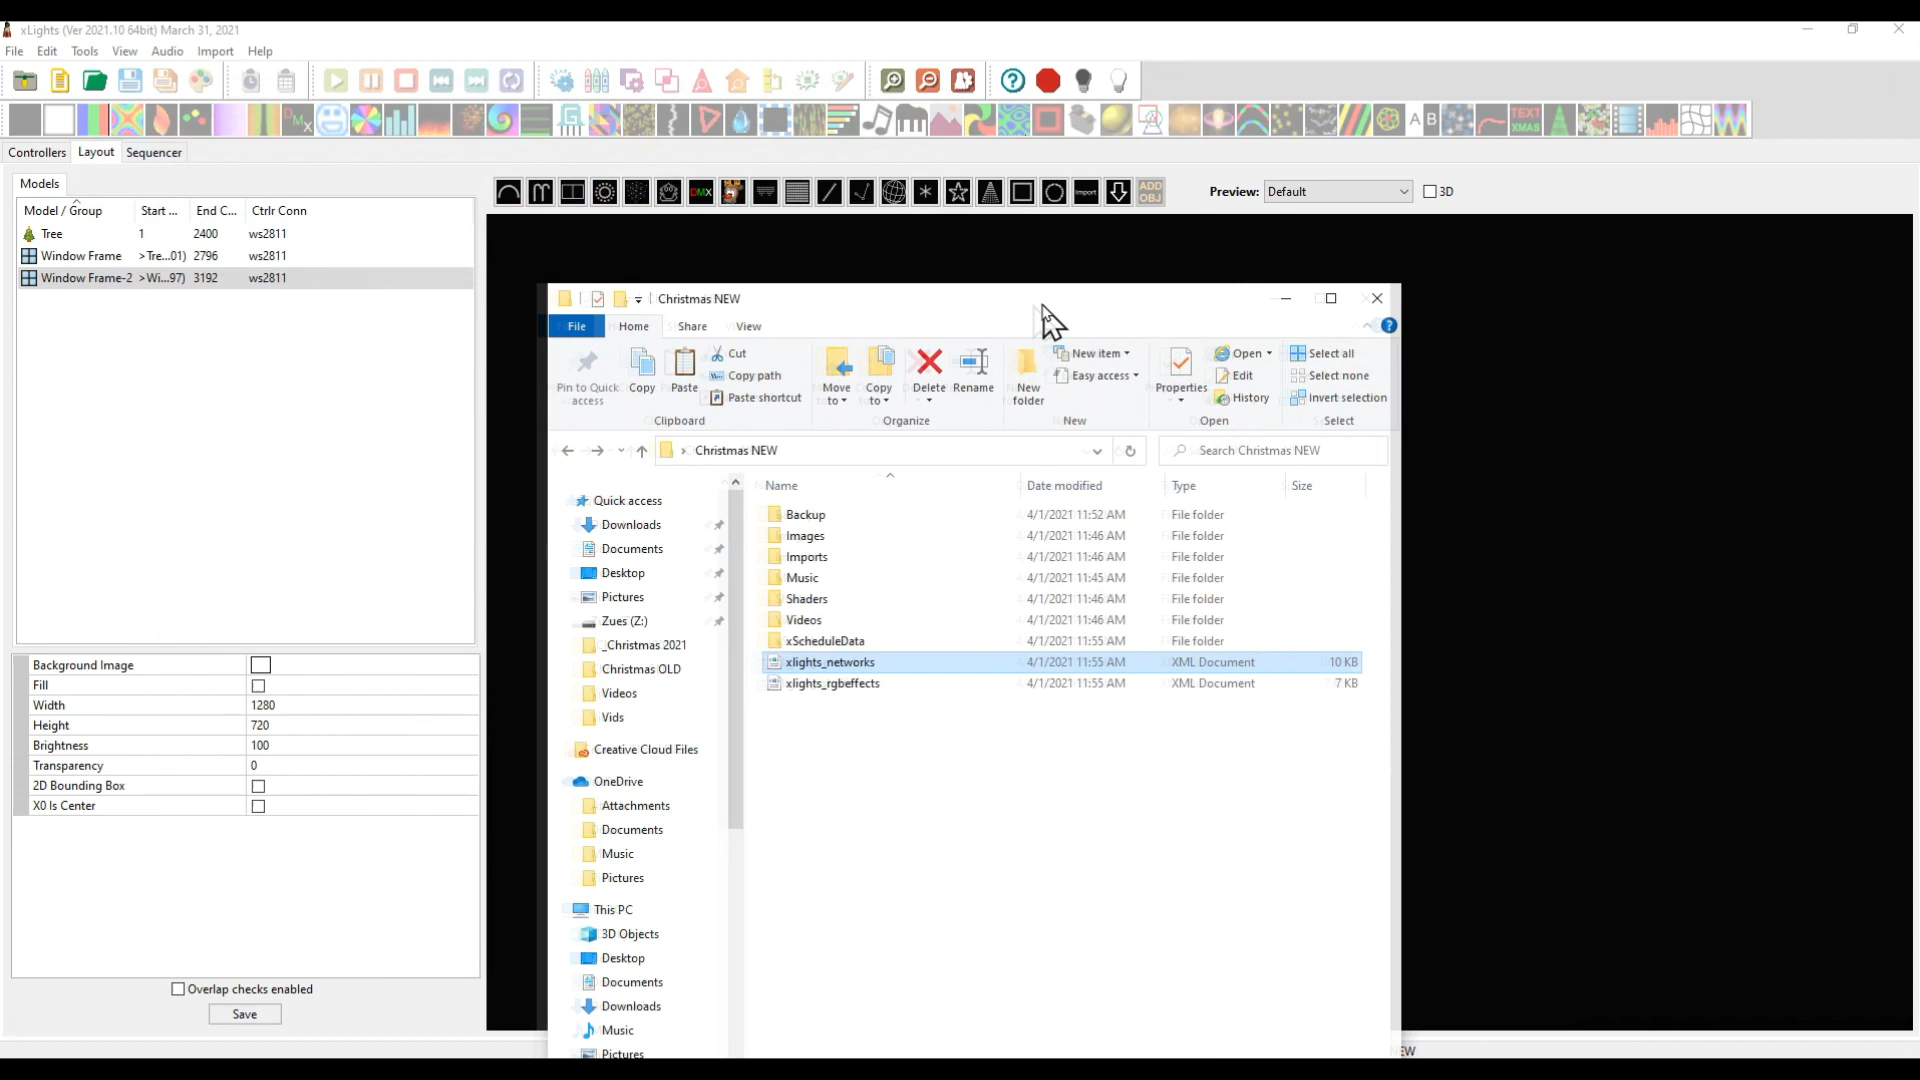 xLights (Ver 2021.10 64bit) March 31, 2021
File Edit Tools View Audio Import Help
DM X
A B
TEXT XMAS
Controllers Layout Sequencer
Models
DMX
Import
ADD OBJ
Preview: Default 3D
Model / Group Start ... End C... Ctrlr Conn
Tree 1 2400 ws2811
Window Frame >Tre...01) 2796 ws2811
Window Frame-2 >Wi...97) 3192 ws2811
Christmas NEW
File Home Share View
Pin to Quick access
Copy
Paste
Cut
Copy path
Paste shortcut
Move to
Copy to
Delete
Rename
New folder
New item
Easy access
Properties
Open
Edit
History
Select all
Select none
Invert selection
Clipboard Organize New Open Select
Christmas NEW
Search Christmas NEW
Name Date modified Type Size
Backup 4/1/2021 11:52 AM File folder
Images 4/1/2021 11:46 AM File folder
Imports 4/1/2021 11:46 AM File folder
Music 4/1/2021 11:45 AM File folder
Shaders 4/1/2021 11:46 AM File folder
Videos 4/1/2021 11:46 AM File folder
xScheduleData 4/1/2021 11:55 AM File folder
xlights_networks 4/1/2021 11:55 AM XML Document 10 KB
xlights_rgbeffects 4/1/2021 11:55 AM XML Document 7 KB
Quick access
Downloads
Documents
Desktop
Pictures
Zues (Z:)
_Christmas 2021
Christmas OLD
Videos
Vids
Creative Cloud Files
OneDrive
Attachments
Documents
Music
Pictures
This PC
3D Objects
Desktop
Documents
Downloads
Music
Pictures
Background Image
Fill
Width 1280
Height 720
Brightness 100
Transparency 0
2D Bounding Box
X0 Is Center
Overlap checks enabled
Save
EW